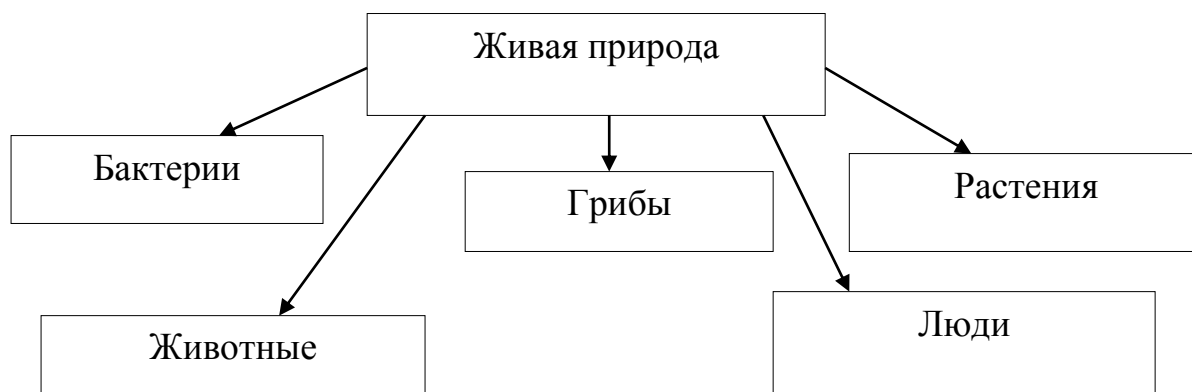 Живая природа
Бактерии
Грибы
Растения
Животные
Люди